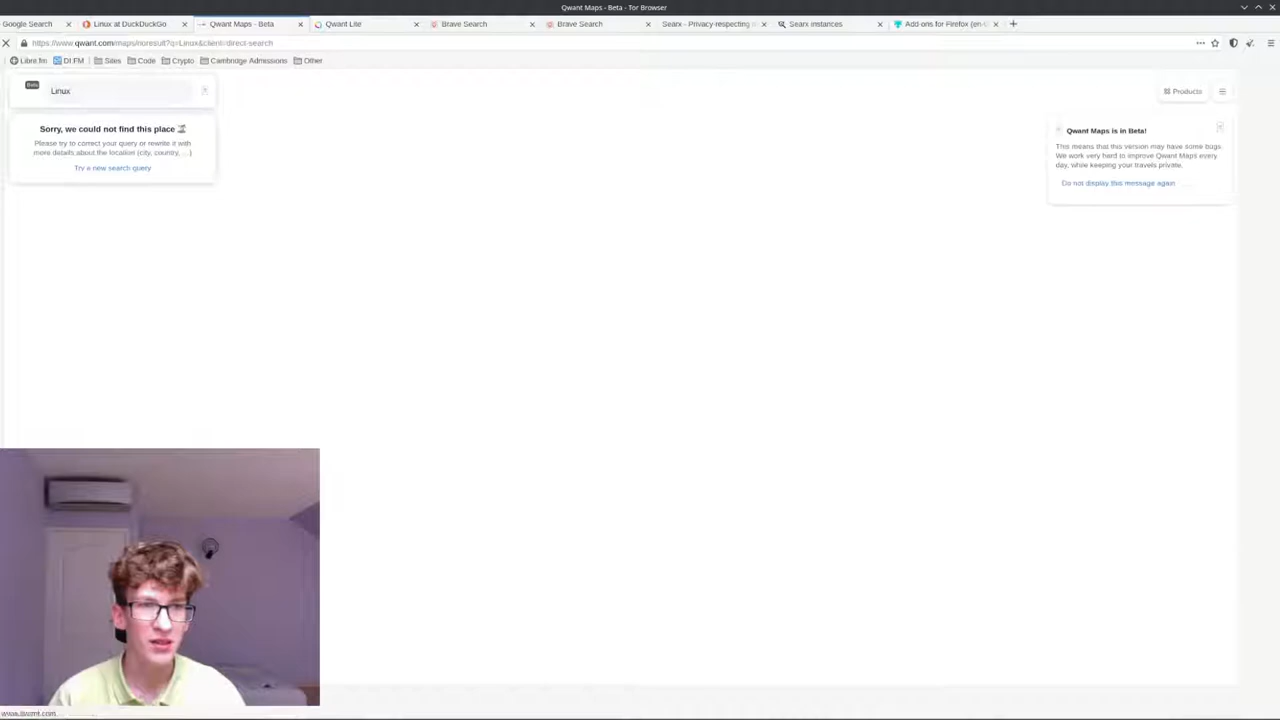 Qwant Maps - Beta - Tor Browser
Google Search
Linux at DuckDuckGo
Qwant Maps - Beta
Qwant Lite
Brave Search
Brave Search
Searx - Privacy-respecting
Searx instances
Add-ons for Firefox (en-
https://www.qwant.com/maps/noresult?q=Linux&client=direct-search
Libre.fm DI.FM Sites Code Crypto Cambridge Admissions Other
Beta
Linux
Products
Sorry, we could not find this place
Please try to correct your query or rewrite it with
more details about the location (city, country, ...)
Try a new search query
Qwant Maps is in Beta!
This means that this version may have some bugs.
We work very hard to improve Qwant Maps every
day, while keeping your travels private.
Do not display this message again
www.qwant.com